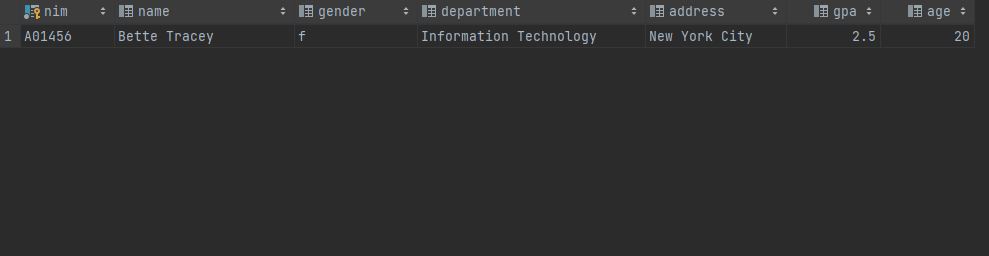 nim name gender department address gpa age
1 A01456 Bette Tracey f Information Technology New York City 2.5 20